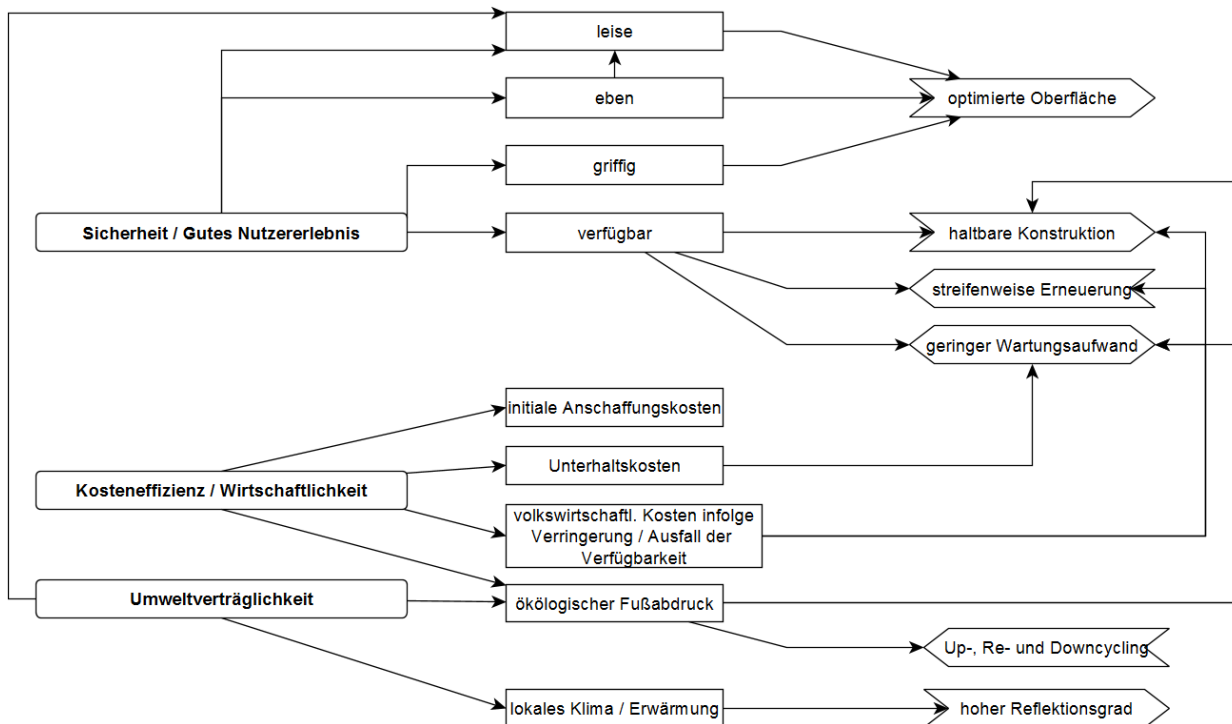 leise
eben
optimierte Oberfläche
griffig
Sicherheit / Gutes Nutzererlebnis
verfügbar
haltbare Konstruktion
streifenweise Erneuerung
geringer Wartungsaufwand
initiale Anschaffungskosten
Unterhaltskosten
Kosteneffizienz / Wirtschaftlichkeit
volkswirtschaftl. Kosten infolge
Verringerung / Ausfall der
Verfügbarkeit
Umweltverträglichkeit
ökölogischer Fußabdruck
Up-, Re- und Downcycling
lokales Klima / Erwärmung
hoher Reflektionsgrad